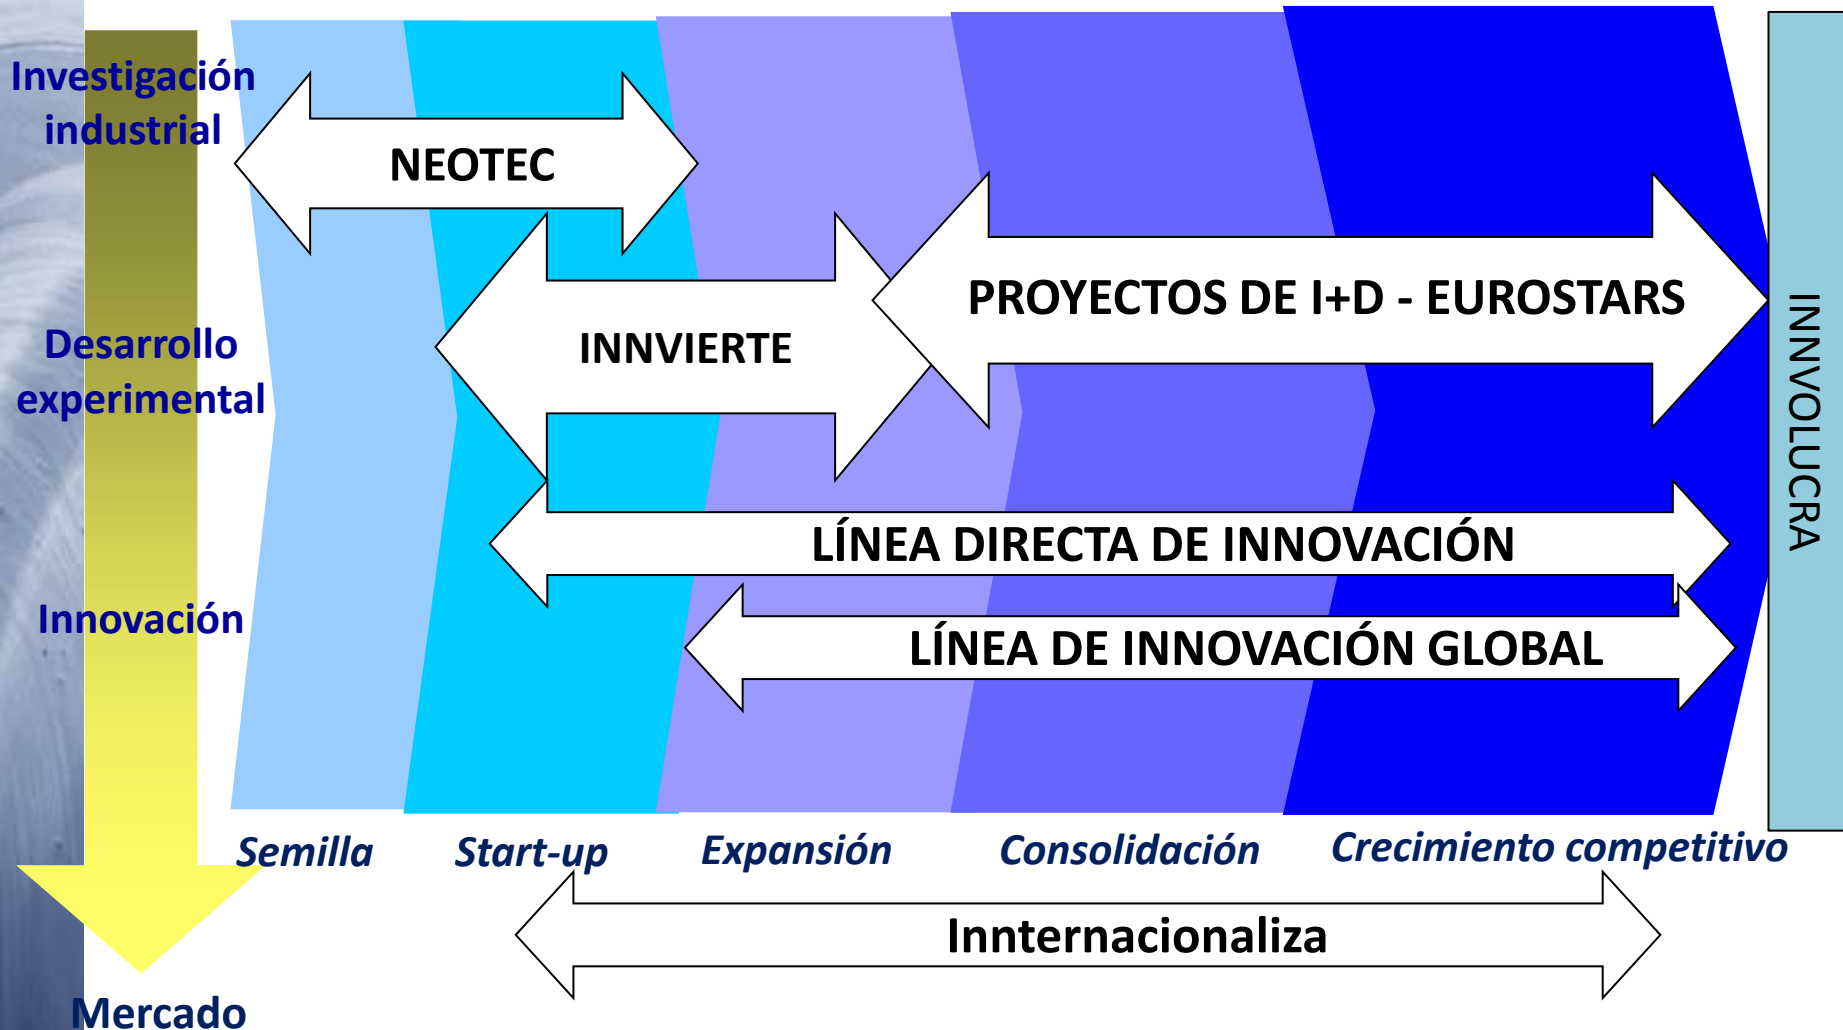 Investigación
industrial
NEOTEC
PROYECTOS DE I+D - EUROSTARS
INNVIERTE
Desarrollo
experimental
INNVOLUCRA
LÍNEA DIRECTA DE INNOVACIÓN
Innovación
LÍNEA DE INNOVACIÓN GLOBAL
Semilla
Start-up
Expansión
Consolidación
Crecimiento competitivo
Innternacionaliza
Mercado